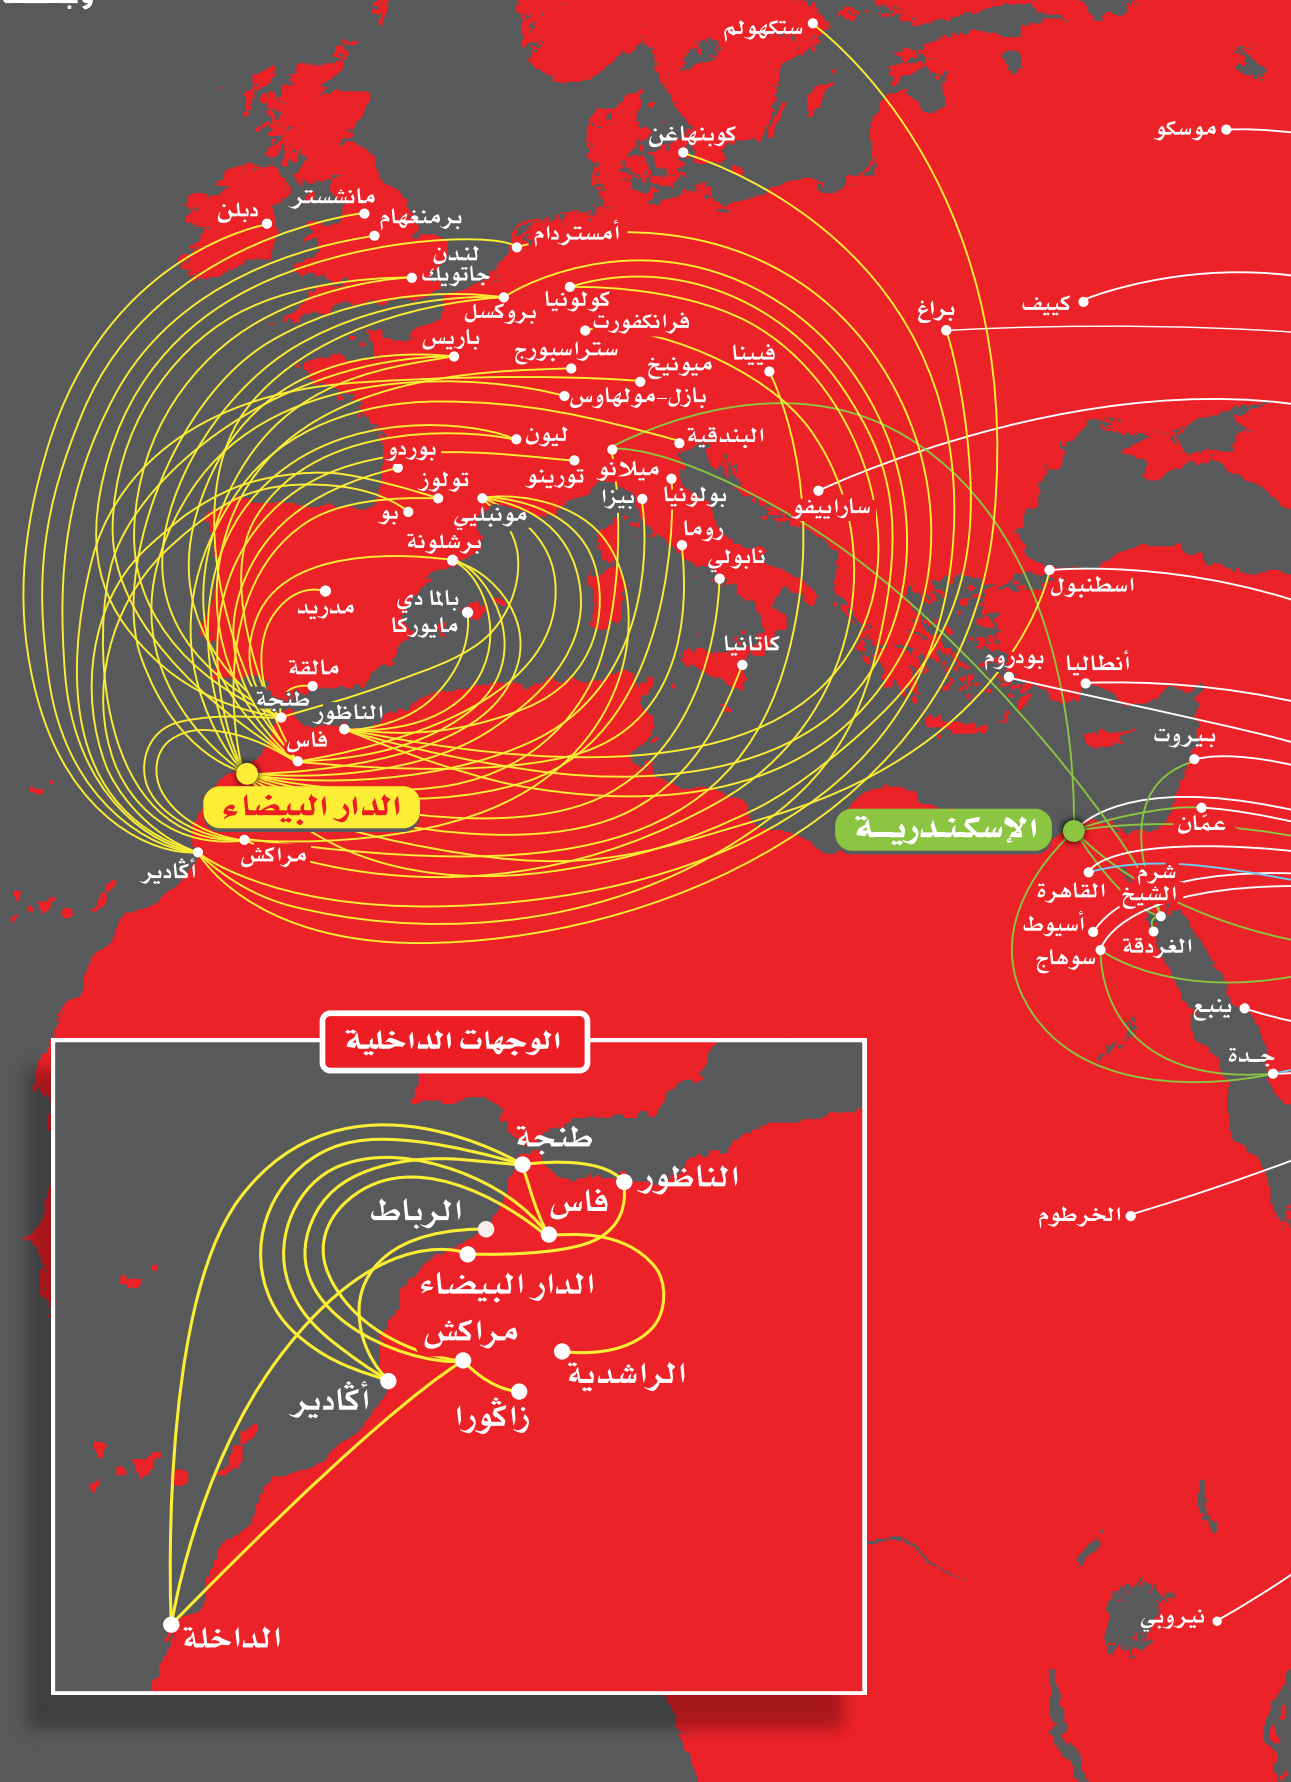 ستكهولم
موسكو
كوبنهاغن
مانشستر
دبلن
برمنغهام
أمستردام
لندن
جاتويك
كولونيا
بروكسل
كييف
براغ
فرانكفورت
باريس
ستراسبورج
ميونيخ
فيينا
بازل-مولهاوس
ليون
البندقية
بوردو
تورينو
ميلانو
تولوز
بولونيا
بيزا
مونبلييي
بو
ساراييفو
روما
برشلونة
نابولي
اسطنبول
بالما دي
مايوركا
مدريد
كاتانيا
مالقة
بودروم
أنطاليا
طنجة
الناظور
فاس
بيروت
الدار البيضاء
الإسكندرية
عمّان
مراكش
أڭادير
شرم
الشيخ
القاهرة
أسيوط
الغردقة
سوهاج
ينبع
جدة
الوجهات الداخلية
طنجة
الناظور
فاس
الرباط
الدار البيضاء
مراكش
الراشدية
أڭادير
زاڭورا
الداخلة
الخرطوم
نيروبي